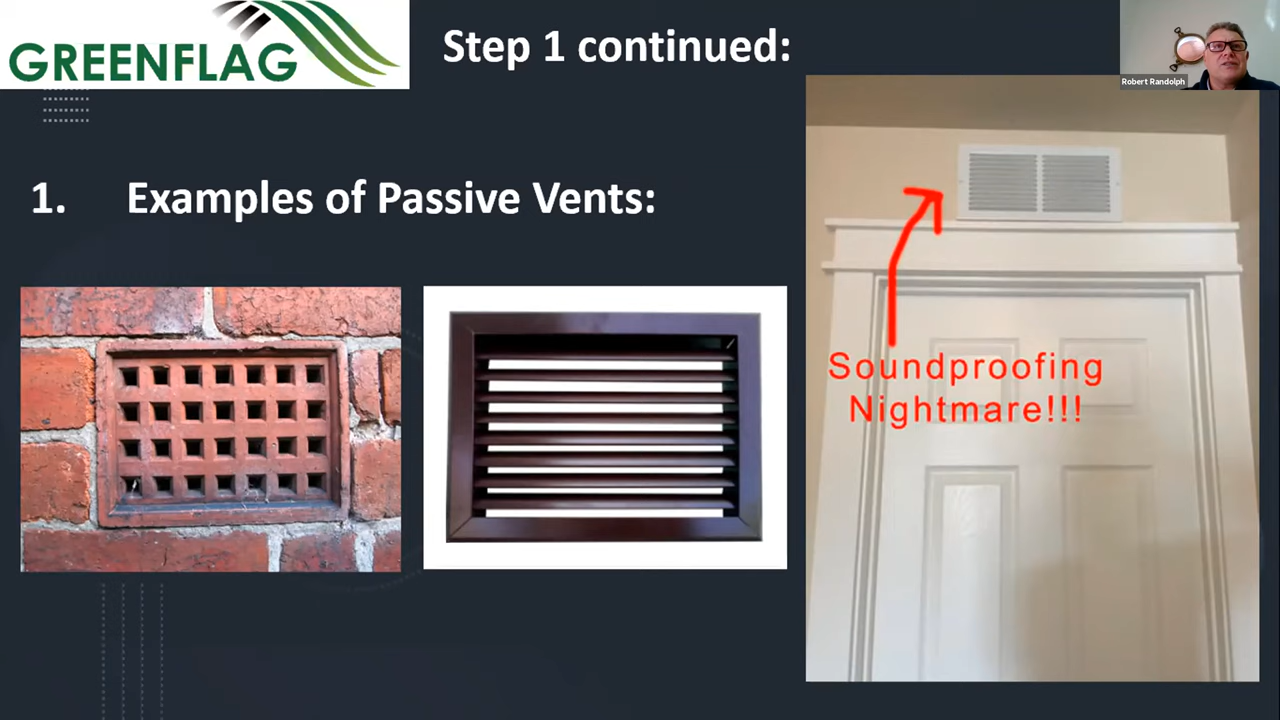 GREENFLAG
Step 1 continued:
Robert Randolph
1. Examples of Passive Vents:
Soundproofing
Nightmare!!!